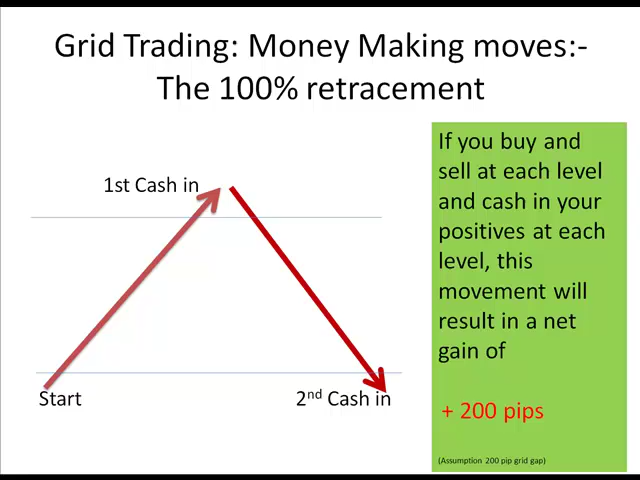 Grid Trading: Money Making moves:-
The 100% retracement
1st Cash in
If you buy and
sell at each level
and cash in your
positives at each
level, this
movement will
result in a net
gain of
+ 200 pips
(Assumption 200 pip grid gap)
Start
2nd Cash in